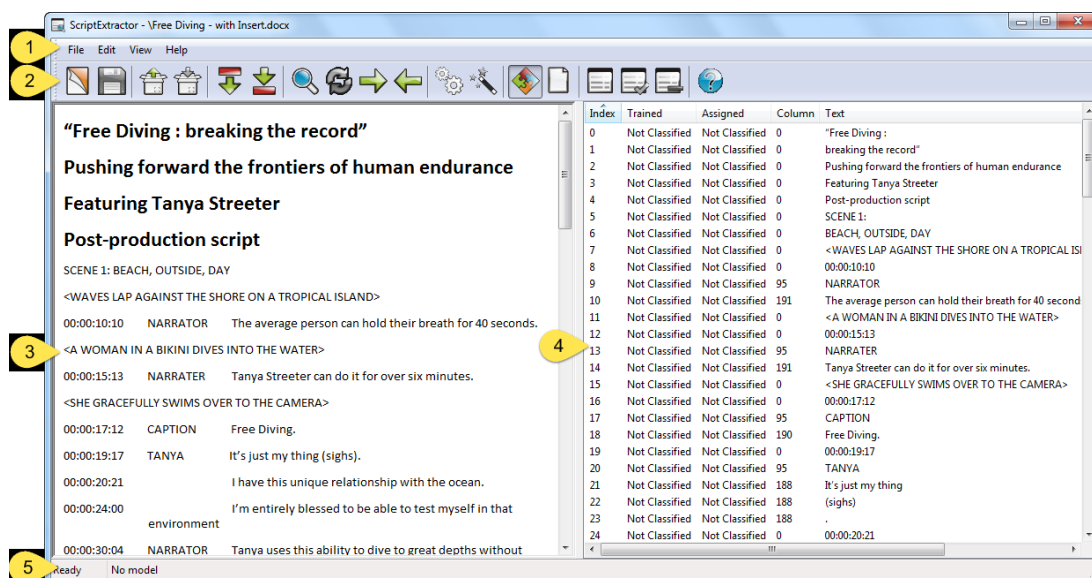 ScriptExtractor - \Free Diving - with Insert.docx
1
File Edit View Help
2
“Free Diving : breaking the record”
Pushing forward the frontiers of human endurance
Featuring Tanya Streeter
Post-production script
SCENE 1: BEACH, OUTSIDE, DAY
<WAVES LAP AGAINST THE SHORE ON A TROPICAL ISLAND>
00:00:10:10 NARRATOR The average person can hold their breath for 40 seconds.
3
<A WOMAN IN A BIKINI DIVES INTO THE WATER>
00:00:15:13 NARRATER Tanya Streeter can do it for over six minutes.
<SHE GRACEFULLY SWIMS OVER TO THE CAMERA>
00:00:17:12 CAPTION Free Diving.
00:00:19:17 TANYA It’s just my thing (sighs).
00:00:20:21 I have this unique relationship with the ocean.
00:00:24:00 I’m entirely blessed to be able to test myself in that
environment
00:00:30:04 NARRATOR Tanya uses this ability to dive to great depths without
Index Trained Assigned Column Text
0 Not Classified Not Classified 0 “Free Diving :
1 Not Classified Not Classified 0 breaking the record”
2 Not Classified Not Classified 0 Pushing forward the frontiers of human endurance
3 Not Classified Not Classified 0 Featuring Tanya Streeter
4 Not Classified Not Classified 0 Post-production script
5 Not Classified Not Classified 0 SCENE 1:
6 Not Classified Not Classified 0 BEACH, OUTSIDE, DAY
7 Not Classified Not Classified 0 <WAVES LAP AGAINST THE SHORE ON A TROPICAL ISI
8 Not Classified Not Classified 0 00:00:10:10
9 Not Classified Not Classified 95 NARRATOR
10 Not Classified Not Classified 191 The average person can hold their breath for 40 second
11 Not Classified Not Classified 0 <A WOMAN IN A BIKINI DIVES INTO THE WATER>
12 Not Classified Not Classified 0 00:00:15:13
4
13 Not Classified Not Classified 95 NARRATER
14 Not Classified Not Classified 191 Tanya Streeter can do it for over six minutes.
15 Not Classified Not Classified 0 <SHE GRACEFULLY SWIMS OVER TO THE CAMERA>
16 Not Classified Not Classified 0 00:00:17:12
17 Not Classified Not Classified 95 CAPTION
18 Not Classified Not Classified 190 Free Diving.
19 Not Classified Not Classified 0 00:00:19:17
20 Not Classified Not Classified 95 TANYA
21 Not Classified Not Classified 188 It's just my thing
22 Not Classified Not Classified 188 (sighs)
23 Not Classified Not Classified 188 .
24 Not Classified Not Classified 0 00:00:20:21
5
Ready No model